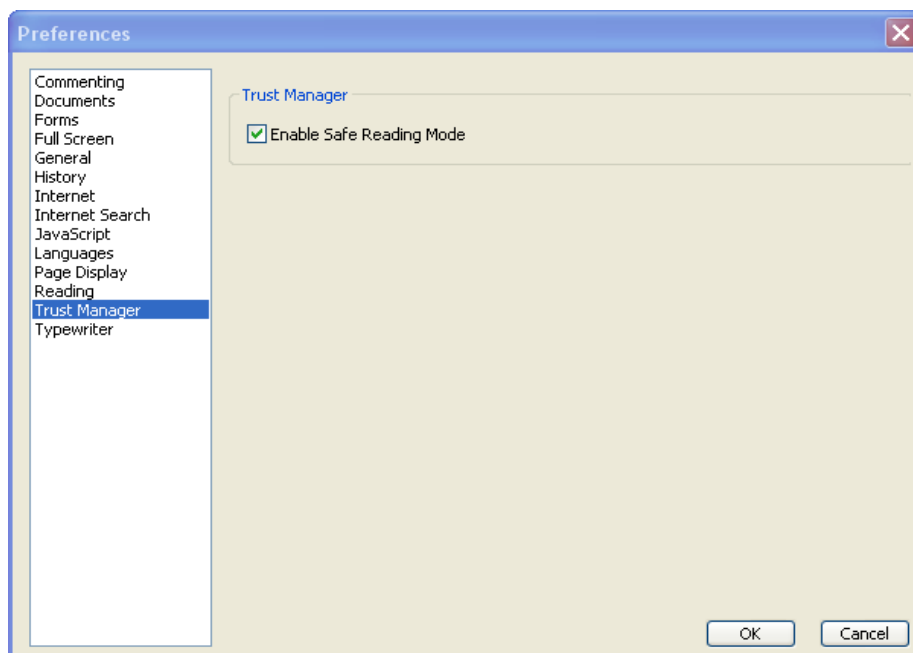 Preferences
Commenting
Documents
Forms
Full Screen
General
History
Internet
Internet Search
JavaScript
Languages
Page Display
Reading
Trust Manager
Typewriter
Trust Manager
Enable Safe Reading Mode
OK
Cancel